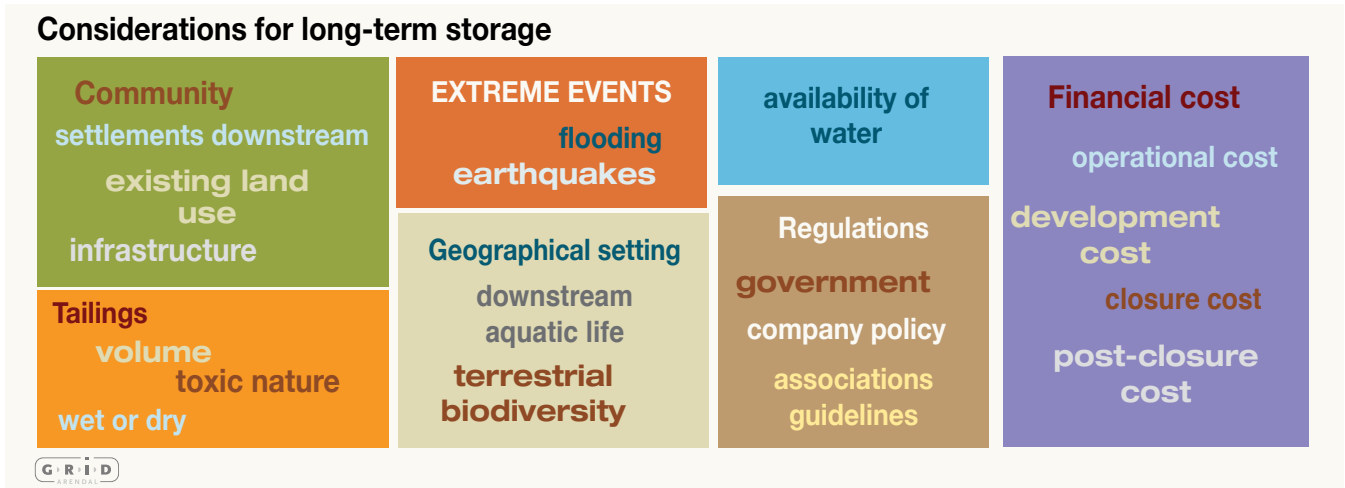 Considerations for long-term storage
Community
settlements downstream
existing land
use
infrastructure
Tailings
volume
toxic nature
wet or dry
EXTREME EVENTS
flooding
earthquakes
Geographical setting
downstream
aquatic life
terrestrial
biodiversity
availability of
water
Regulations
government
company policy
associations
guidelines
Financial cost
operational cost
development
cost
closure cost
post-closure
cost
GRID
ARENDAL